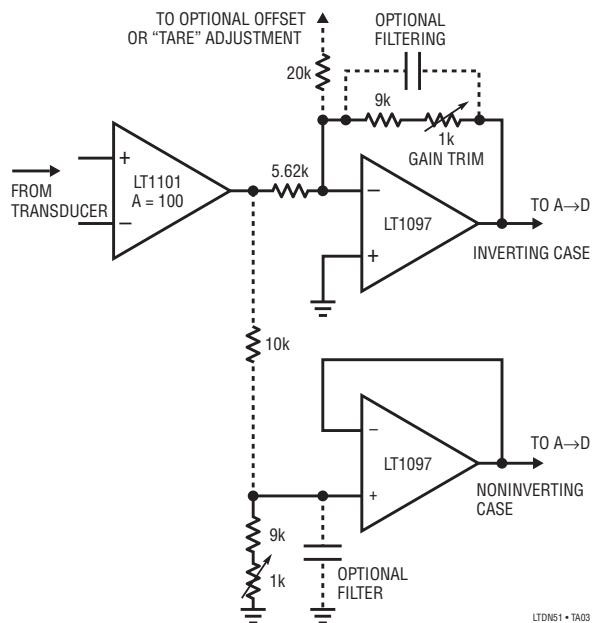 TO OPTIONAL OFFSET
OR “TARE” ADJUSTMENT
OPTIONAL
FILTERING
20k
9k
1k
GAIN TRIM
5.62k
+
–
LT1101
A = 100
FROM
TRANSDUCER
–
+
LT1097
TO A→D
INVERTING CASE
10k
–
+
LT1097
TO A→D
NONINVERTING
CASE
9k
1k
OPTIONAL
FILTER
LTDN51 • TA03